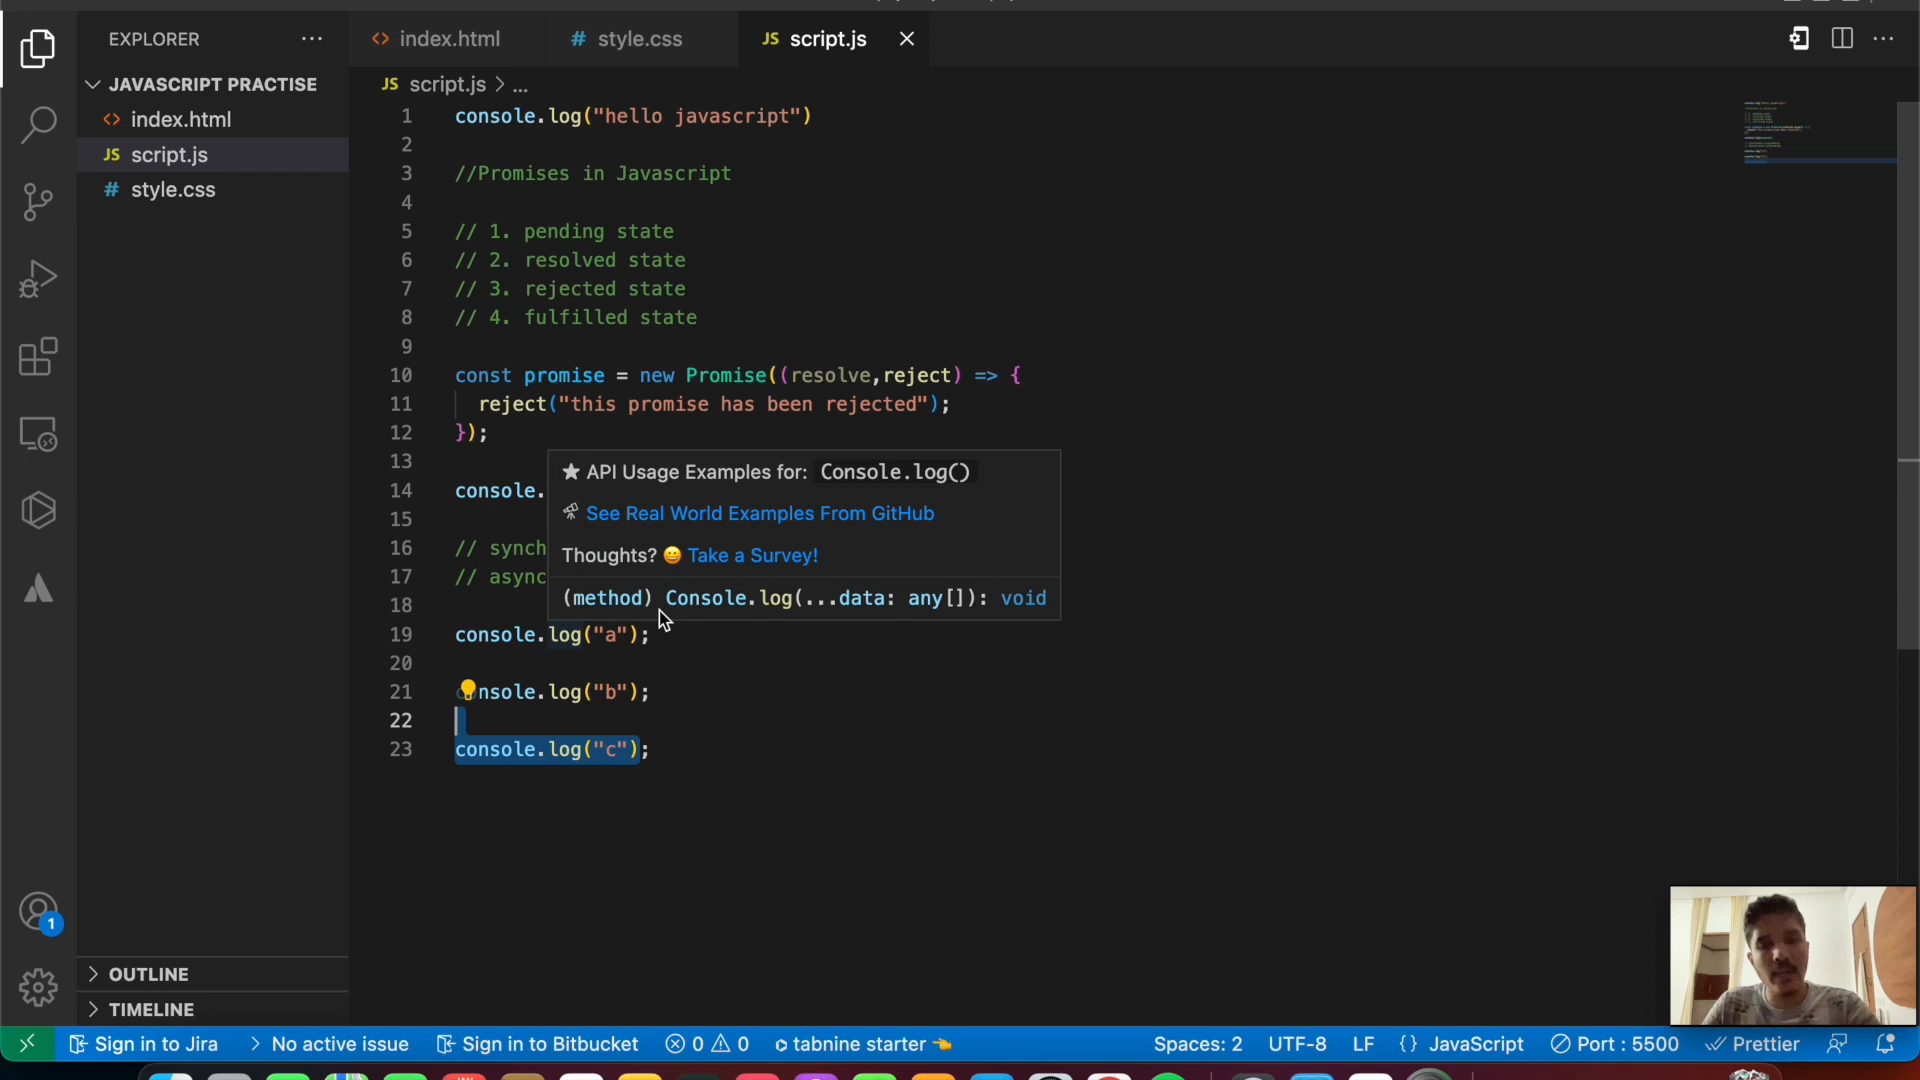 EXPLORER
...
index.html
# style.css
JS script.js
JAVASCRIPT PRACTISE
index.html
JS script.js
# style.css
JS script.js > ...
1 console.log("hello javascript")
2
3 //Promises in Javascript
4
5 // 1. pending state
6 // 2. resolved state
7 // 3. rejected state
8 // 4. fulfilled state
9
10 const promise = new Promise((resolve,reject) => {
11 reject("this promise has been rejected");
12 });
13
14 console.
15
16 // synch
17 // async
18
19 console.log("a");
20
21 nsole.log("b");
22
23 console.log("c");
★ API Usage Examples for: Console.log()
See Real World Examples From GitHub
Thoughts? 😀 Take a Survey!
(method) Console.log(...data: any[]): void
1
OUTLINE
TIMELINE
Sign in to Jira
No active issue
Sign in to Bitbucket
0 0
tabnine starter
Spaces: 2
UTF-8
LF
{} JavaScript
Port : 5500
Prettier